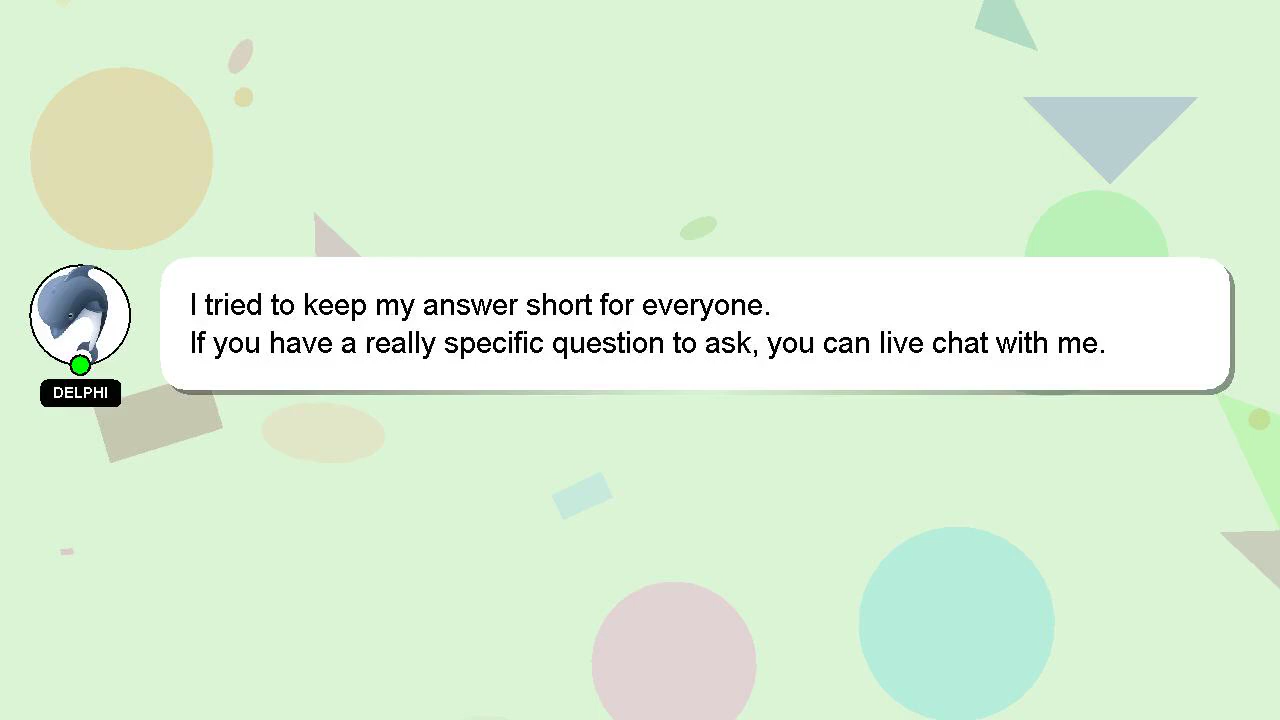 I tried to keep my answer short for everyone.
If you have a really specific question to ask, you can live chat with me.
DELPHI